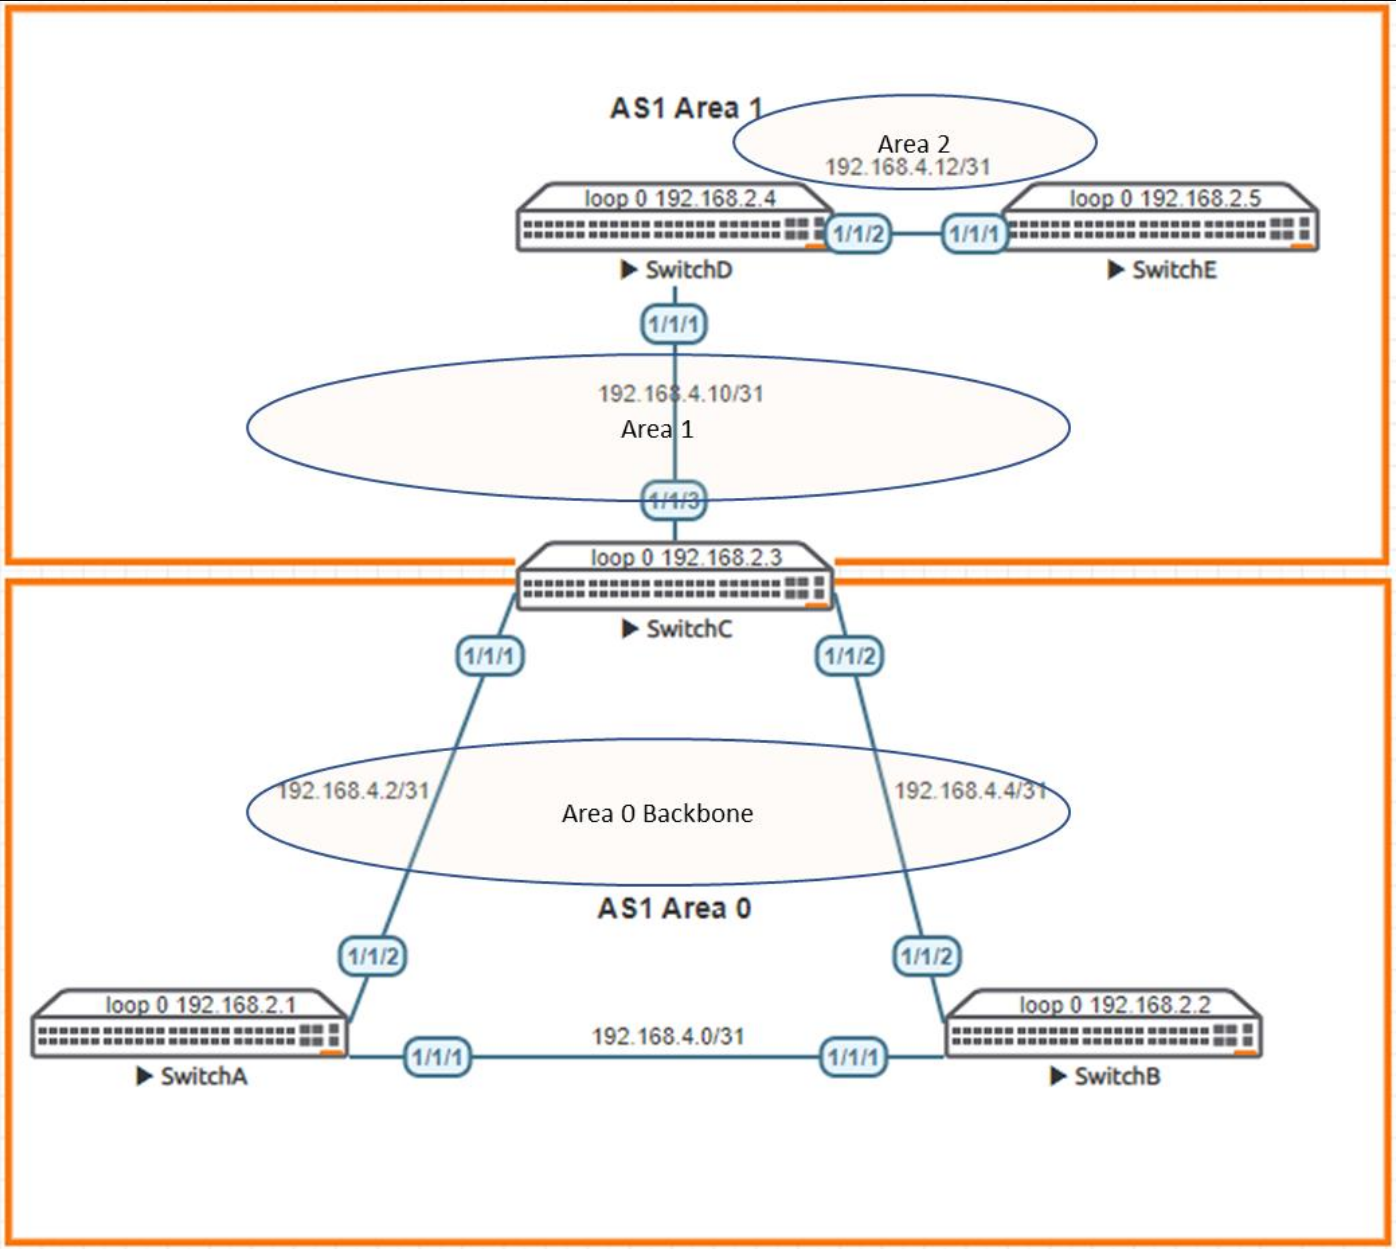 AS1 Area 1
Area 2
192.168.4.12/31
loop 0 192.168.2.4
loop 0 192.168.2.5
1/1/2
1/1/1
▶ SwitchD
▶ SwitchE
1/1/1
192.168.4.10/31
Area 1
1/1/3
loop 0 192.168.2.3
▶ SwitchC
1/1/1
1/1/2
192.168.4.2/31
192.168.4.4/31
Area 0 Backbone
AS1 Area 0
1/1/2
1/1/2
loop 0 192.168.2.1
loop 0 192.168.2.2
192.168.4.0/31
1/1/1
1/1/1
▶ SwitchA
▶ SwitchB